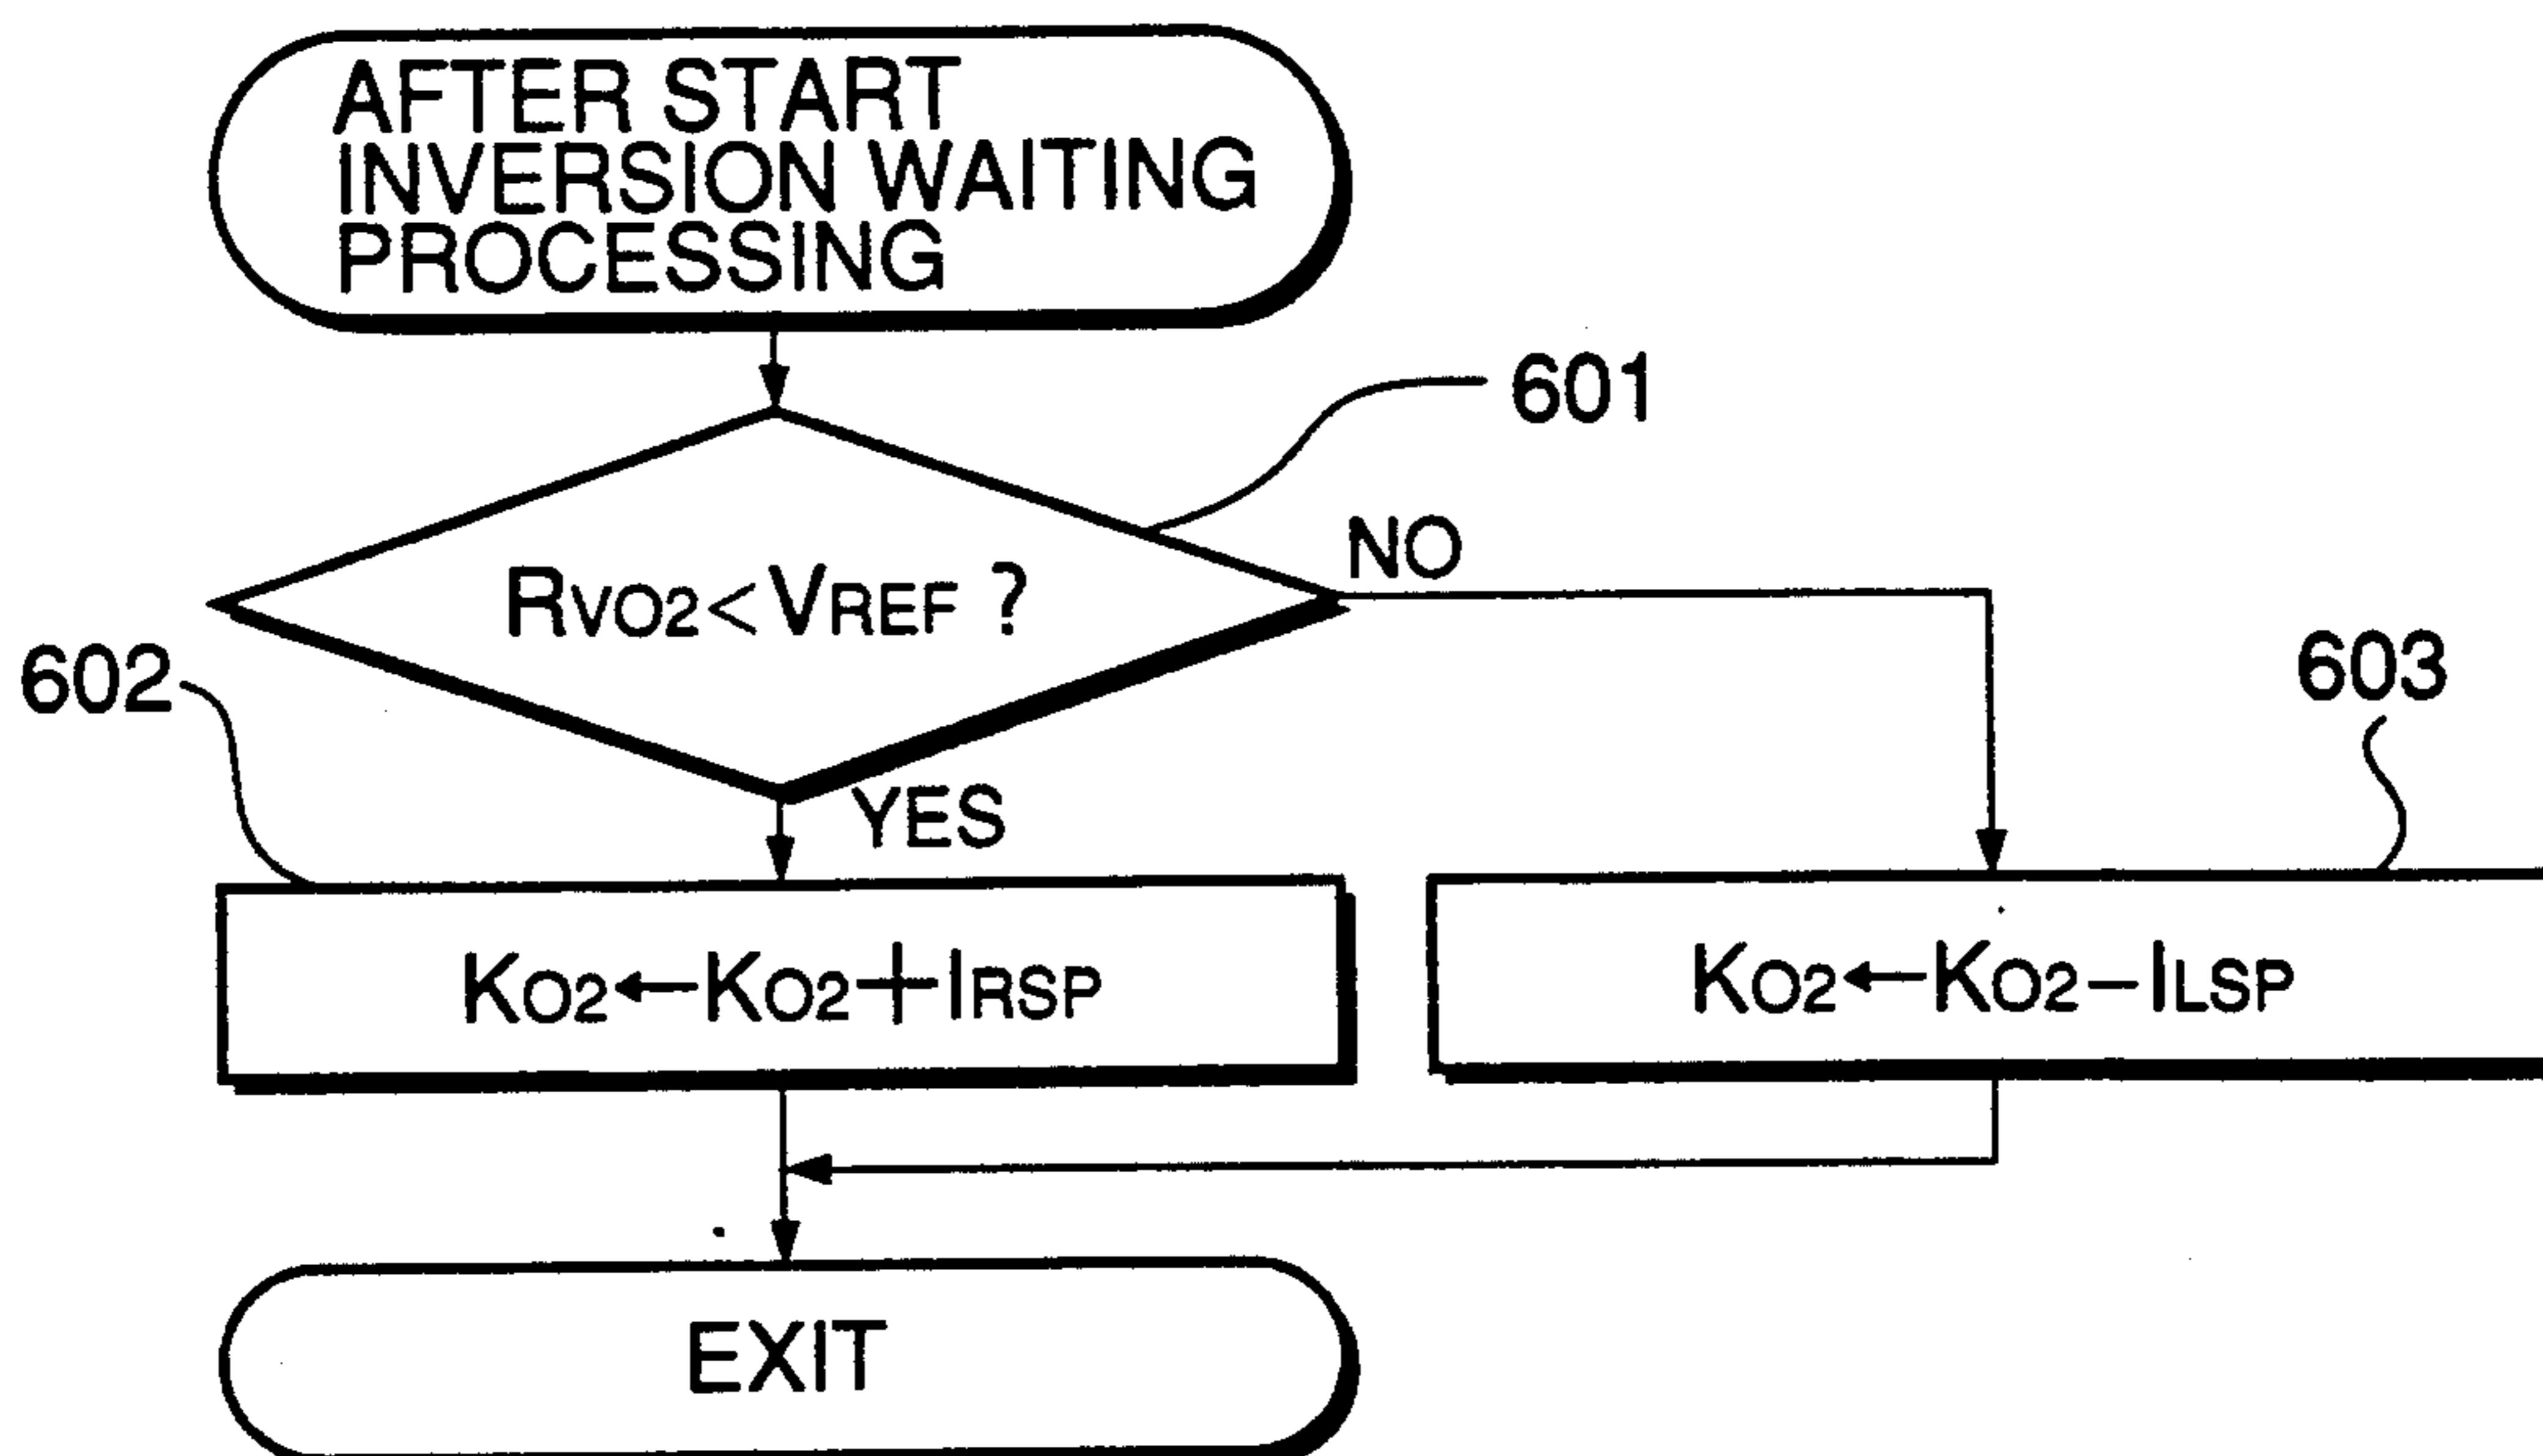 AFTER START
INVERSION WAITING
PROCESSING
601
RVO2<VREF ?
NO
602
603
YES
KO2←KO2+IRSP
KO2←KO2–ILSP
EXIT